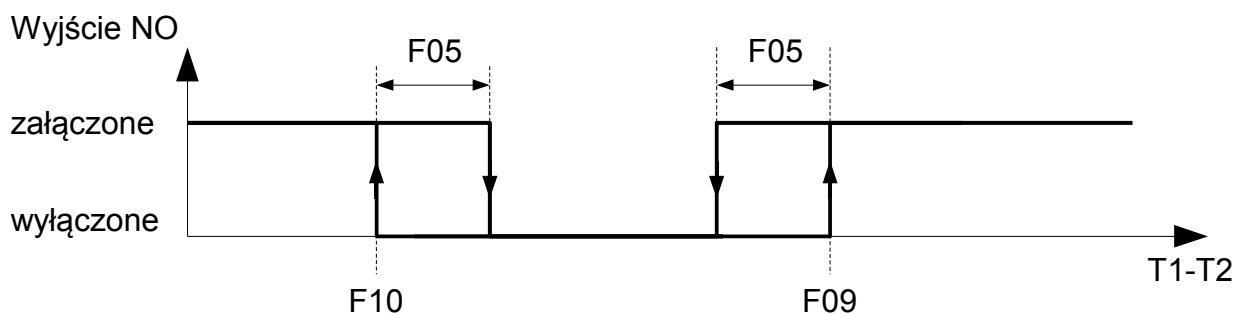 Wyjście NO
F05
F05
załączone
wyłączone
T1-T2
F10
F09